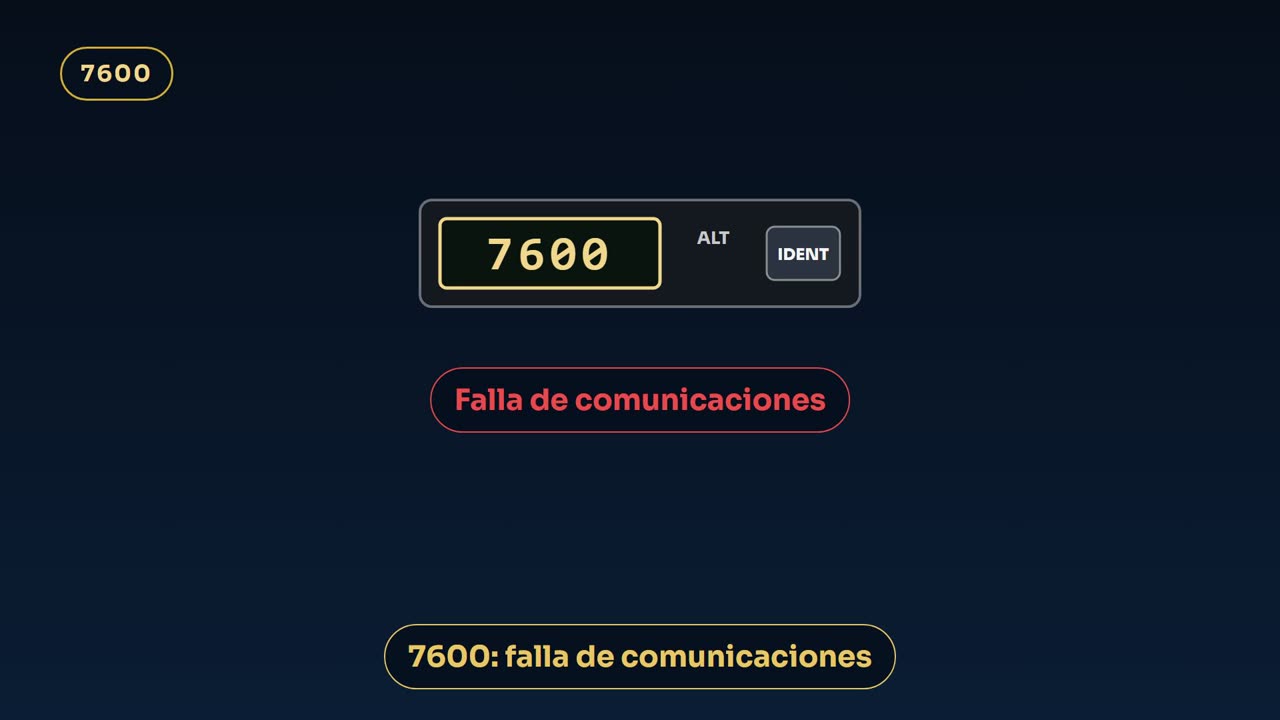 7600
7600
ALT
IDENT
Falla de comunicaciones
7600: falla de comunicaciones